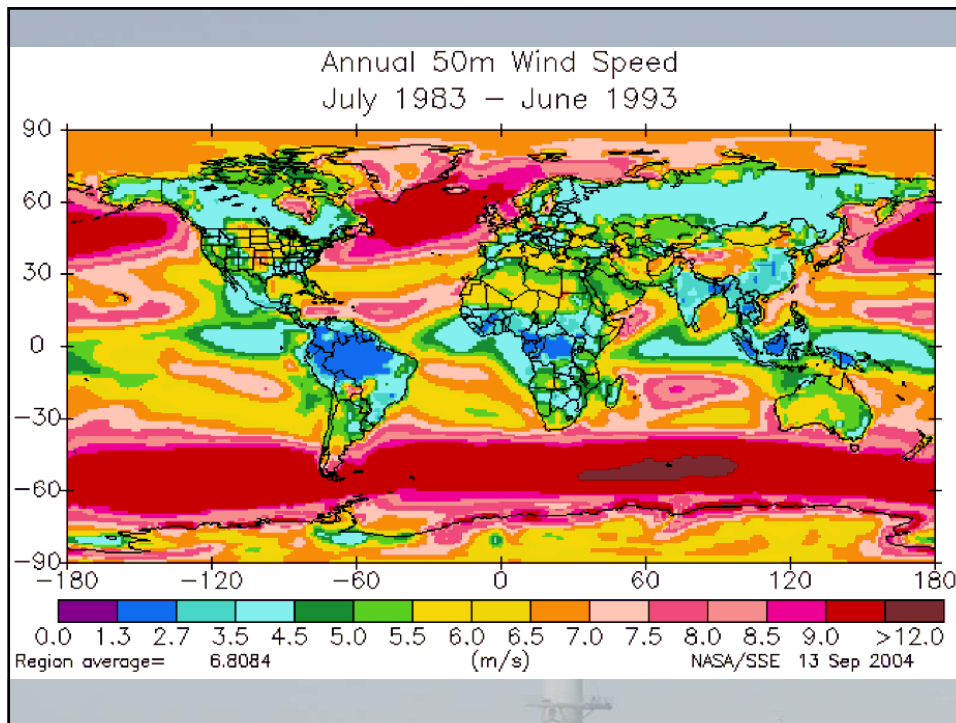 Annual 50m Wind Speed
July 1983 – June 1993
90
60
30
0
−30
−60
−90
−180 −120 −60 0 60 120 180
0.0 1.3 2.7 3.5 4.5 5.0 5.5 6.0 6.5 7.0 7.5 8.0 8.5 9.0 >12.0
Region average= 6.8084 (m/s) NASA/SSE 13 Sep 2004